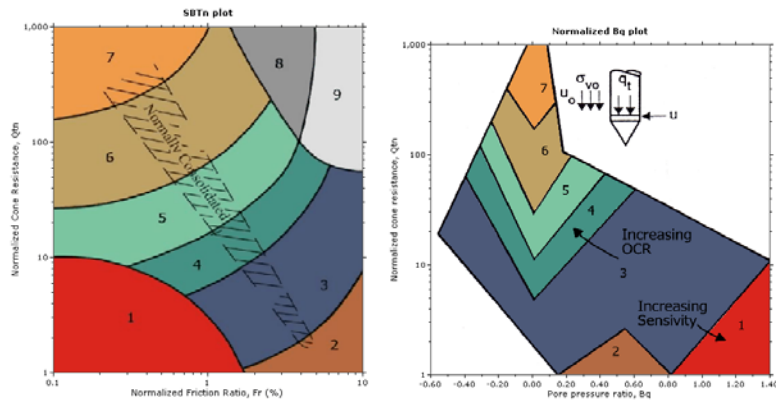 SBTn plot
1,000
100
10
1
Normalized Cone Resistance, Qtn
7
8
9
6
5
4
3
1
2
Normally Consolidated
0.1
1
10
Normalized Friction Ratio, Fr (%)
Normalized Bq plot
1,000
100
10
1
Normalized cone resistance, Qtn
σvo
uo
qt
u
7
6
5
4
Increasing
OCR
3
Increasing
Sensivity
1
2
-0.60
-0.40
-0.20
0.00
0.20
0.40
0.60
0.80
1.00
1.20
1.40
Pore pressure ratio, Bq